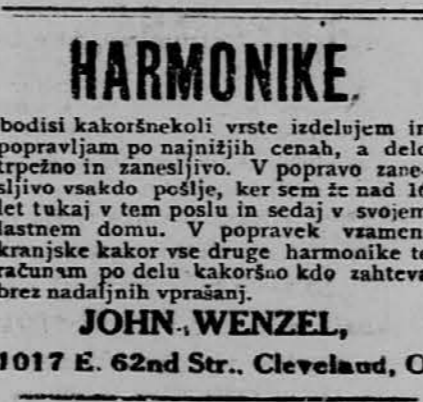 HARMONIKE.
bodisi kakoršnekoli vrste izdelujem in
popravljam po najnižjih cenah, a delo
trpežno in zanesljivo. V popravo zane-
sljivo vsakdo pošlje, ker sem že nad 16
let tukaj v tem poslu in sedaj v svojem
lastnem domu. V popravek vzamem
kranjske kakor vse druge harmonike te
računam po delu kakoršno kdo zahteva
brez nadaljnih vprašanj.
JOHN WENZEL,
1017 E. 62nd Str., Cleveland, O